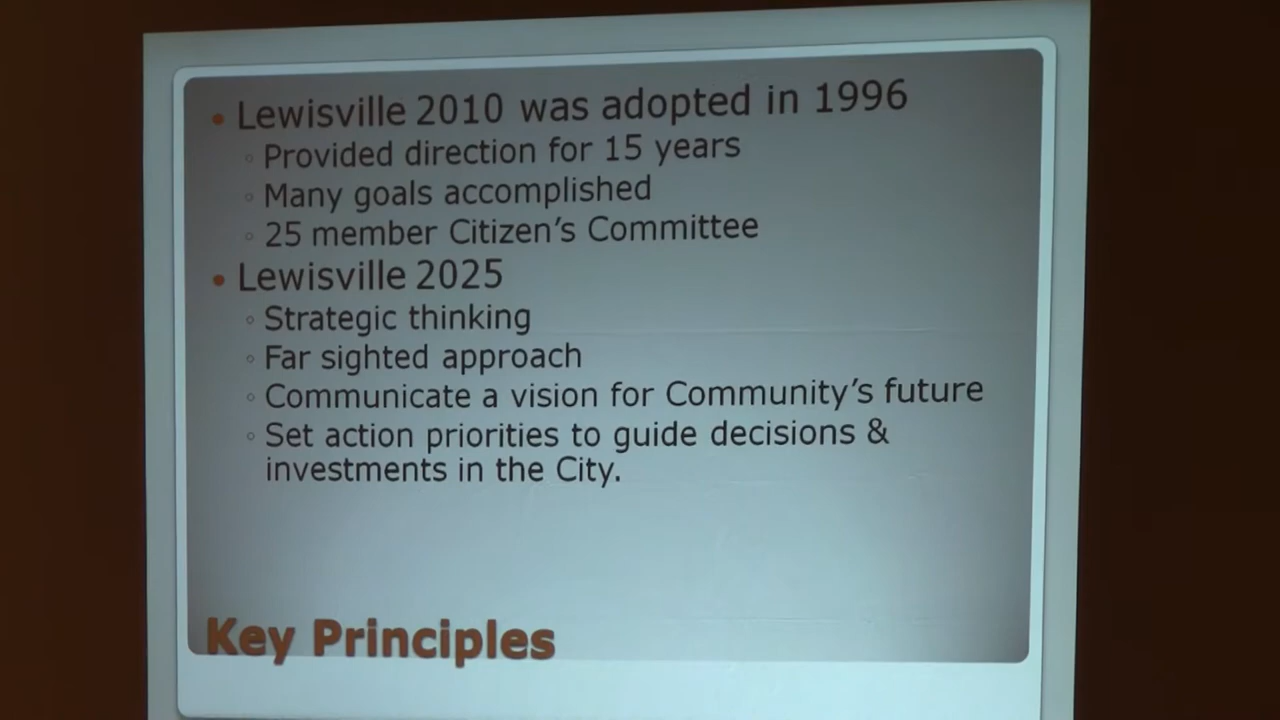 Lewisville 2010 was adopted in 1996
Provided direction for 15 years
Many goals accomplished
25 member Citizen's Committee
Lewisville 2025
Strategic thinking
Far sighted approach
Communicate a vision for Community's future
Set action priorities to guide decisions &
investments in the City.
Key Principles